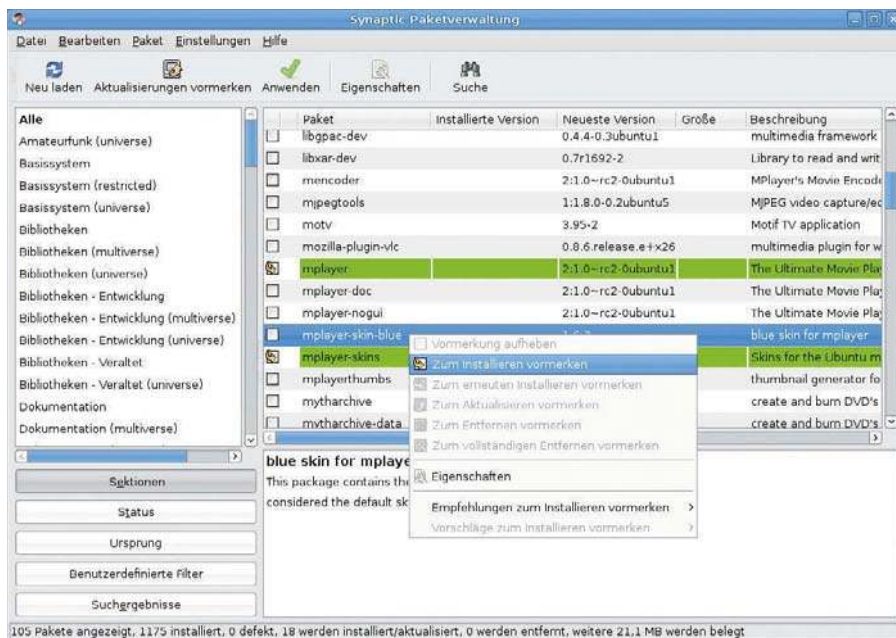 Synaptic Paketverwaltung
Datei Bearbeiten Paket Einstellungen Hilfe
Neu laden Aktualisierungen vormerken Anwenden Eigenschaften Suche
Alle
Amateurfunk (universe)
Basissystem
Basissystem (restricted)
Basissystem (universe)
Bibliotheken
Bibliotheken (multiverse)
Bibliotheken (universe)
Bibliotheken - Entwicklung
Bibliotheken - Entwicklung (multiverse)
Bibliotheken - Entwicklung (universe)
Bibliotheken - Veraltet
Bibliotheken - Veraltet (universe)
Dokumentation
Dokumentation (multiverse)
Sektionen
Status
Ursprung
Benutzerdefinierte Filter
Suchergebnisse
Paket Installierte Version Neueste Version Größe Beschreibung
libgpac-dev 0.4.4-0.3ubuntu1 multimedia framework
libxar-dev 0.7r1692-2 Library to read and writ
mencoder 2:1.0~rc2-0ubuntu1 MPlayer's Movie Encode
mjpegtools 1:1.8.0-0.2ubuntu5 MJPEG video capture/ec
motv 3.95-2 Motif TV application
mozilla-plugin-vlc 0.8.6.release.e+x26 multimedia plugin for w
mplayer 2:1.0~rc2-0ubuntu1 The Ultimate Movie Play
mplayer-doc 2:1.0~rc2-0ubuntu1 The Ultimate Movie Play
mplayer-nogui 2:1.0~rc2-0ubuntu1 The Ultimate Movie Play
mplayer-skin-blue blue skin for mplayer
mplayer-skins Skins for the Ubuntu m
mplayerthumbs thumbnail generator fo
mytharchive create and burn DVD's
mytharchive-data create and burn DVD's
Vormerkung aufheben
Zum Installieren vormerken
Zum erneuten Installieren vormerken
Zum Aktualisieren vormerken
Zum Entfernen vormerken
Zum vollständigen Entfernen vormerken
Eigenschaften
Empfehlungen zum Installieren vormerken
Vorschläge zum Installieren vormerken
blue skin for mplaye
This package contains the
considered the default sk
105 Pakete angezeigt, 1175 installiert, 0 defekt, 18 werden installiert/aktualisiert, 0 werden entfernt, weitere 21,1 MB werden belegt